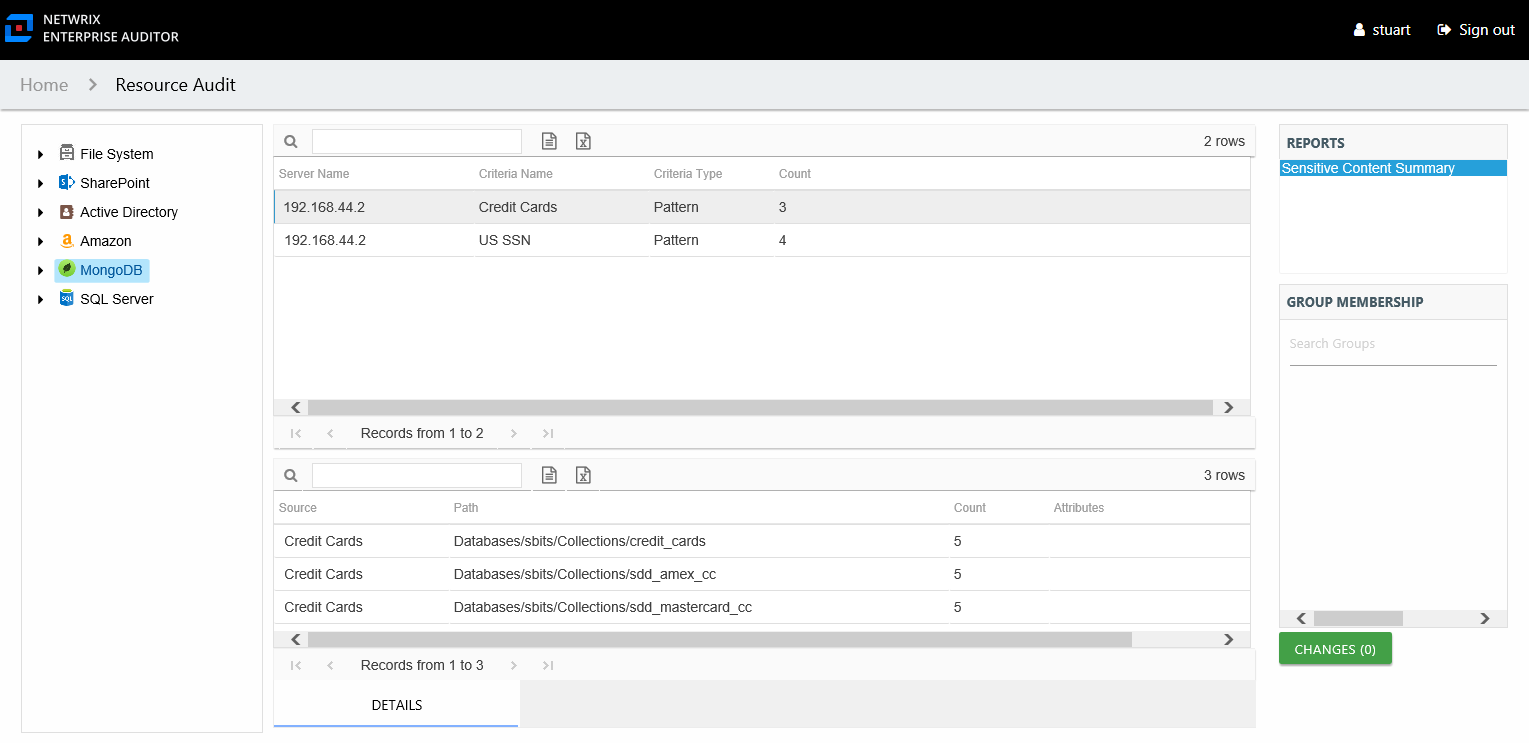 NETWRIX
ENTERPRISE AUDITOR
stuart
Sign out
Home
Resource Audit
File System
SharePoint
Active Directory
Amazon
MongoDB
SQL Server
2 rows
Server Name Criteria Name Criteria Type Count
192.168.44.2 Credit Cards Pattern 3
192.168.44.2 US SSN Pattern 4
Records from 1 to 2
3 rows
Source Path Count Attributes
Credit Cards Databases/sbits/Collections/credit_cards 5
Credit Cards Databases/sbits/Collections/sdd_amex_cc 5
Credit Cards Databases/sbits/Collections/sdd_mastercard_cc 5
Records from 1 to 3
DETAILS
REPORTS
Sensitive Content Summary
GROUP MEMBERSHIP
Search Groups
CHANGES (0)